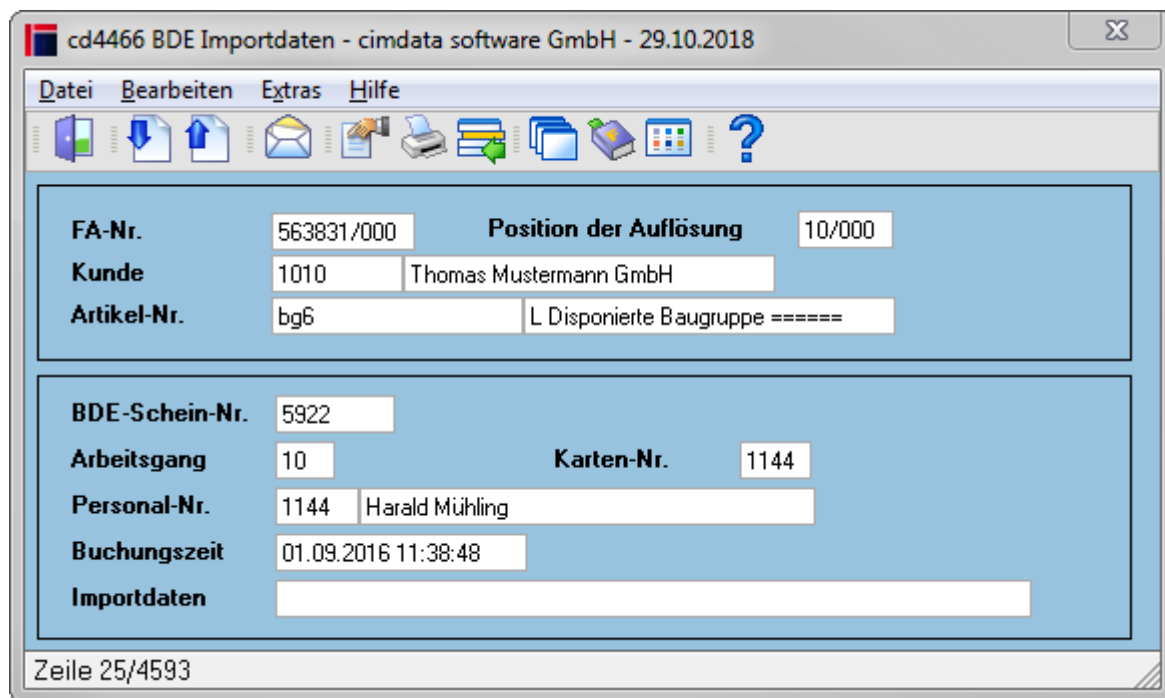 cd4466 BDE Importdaten - cimdata software GmbH - 29.10.2018
Datei Bearbeiten Extras Hilfe
FA-Nr. 563831/000 Position der Auflösung 10/000
Kunde 1010 Thomas Mustermann GmbH
Artikel-Nr. bg6 L Disponierte Baugruppe ======
BDE-Schein-Nr. 5922
Arbeitsgang 10 Karten-Nr. 1144
Personal-Nr. 1144 Harald Mühling
Buchungszeit 01.09.2016 11:38:48
Importdaten
Zeile 25/4593